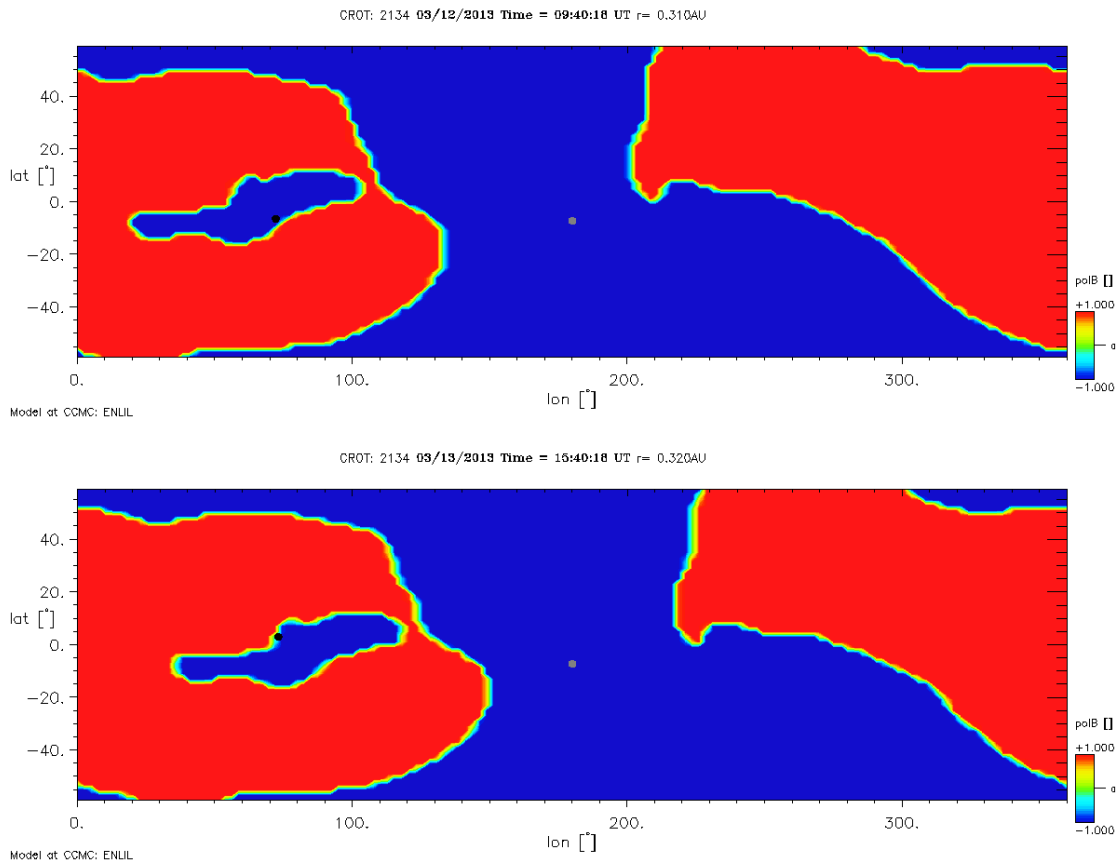 CROT: 2134 03/12/2013 Time = 09:40:18 UT r= 0.310AU
40.
20.
lat [°]
0.
-20.
-40.
polB []
+1.000
0
-1.000
0.
100.
200.
300.
lon [°]
Model at CCMC: ENLIL
CROT: 2134 03/13/2013 Time = 15:40:18 UT r= 0.320AU
40.
20.
lat [°]
0.
-20.
-40.
polB []
+1.000
0
-1.000
0.
100.
200.
300.
lon [°]
Model at CCMC: ENLIL